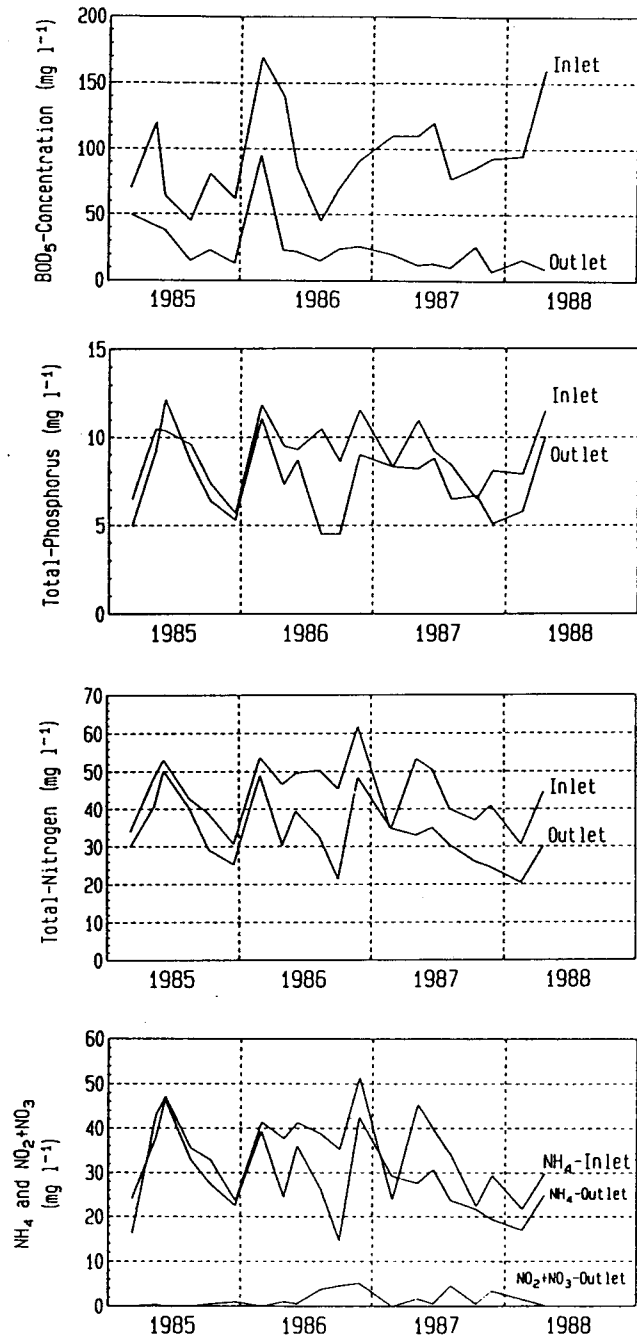 BOD₅-Concentration (mg l⁻¹)
200
150
100
50
0
Inlet
Outlet
1985 1986 1987 1988
Total-Phosphorus (mg l⁻¹)
15
10
5
0
Inlet
Outlet
1985 1986 1987 1988
Total-Nitrogen (mg l⁻¹)
70
60
50
40
30
20
10
0
Inlet
Outlet
1985 1986 1987 1988
NH₄ and NO₂+NO₃
(mg l⁻¹)
60
50
40
30
20
10
0
NH₄-Inlet
NH₄-Outlet
NO₂+NO₃-Outlet
1985 1986 1987 1988